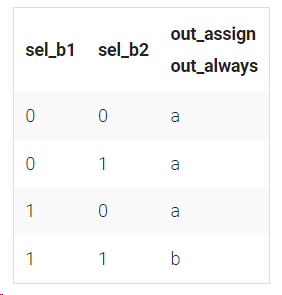 sel_b1 sel_b2 out_assign
out_always
0 0 a
0 1 a
1 0 a
1 1 b